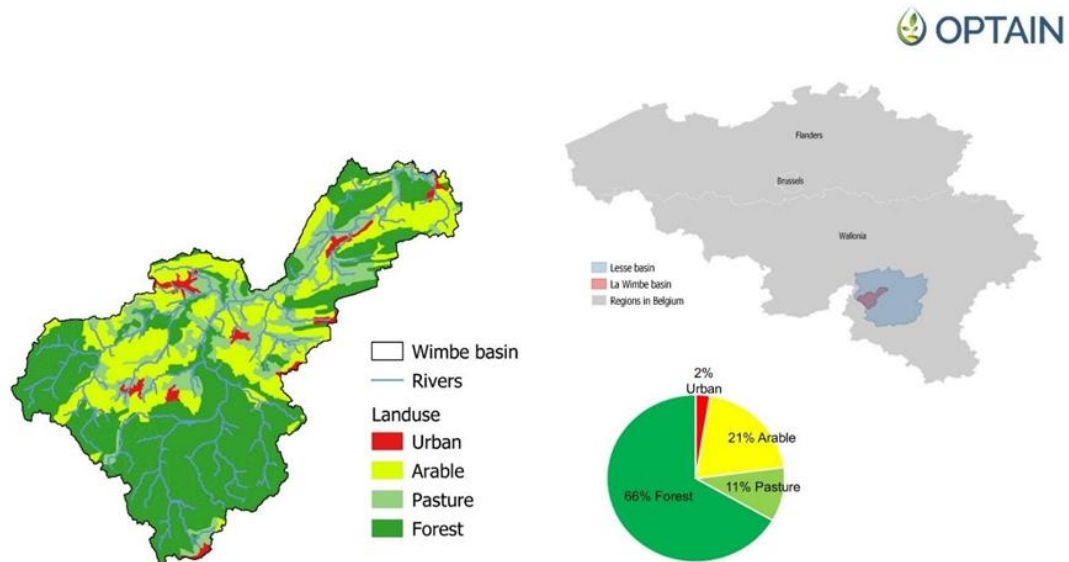 OPTAIN
Wimbe basin
Rivers
Landuse
Urban
Arable
Pasture
Forest
Flanders
Brussels
Wallonia
Lesse basin
La Wimbe basin
Regions in Belgium
2%
Urban
21% Arable
11% Pasture
66% Forest